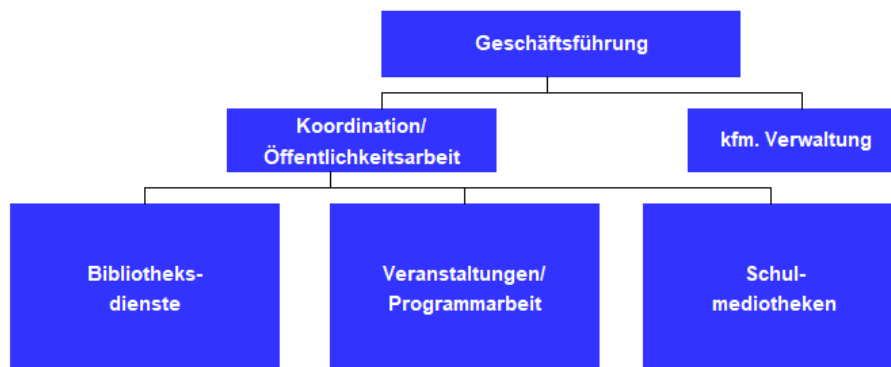 Geschäftsführung
Koordination/
Öffentlichkeitsarbeit
kfm. Verwaltung
Bibliotheks-
dienste
Veranstaltungen/
Programmarbeit
Schul-
mediotheken